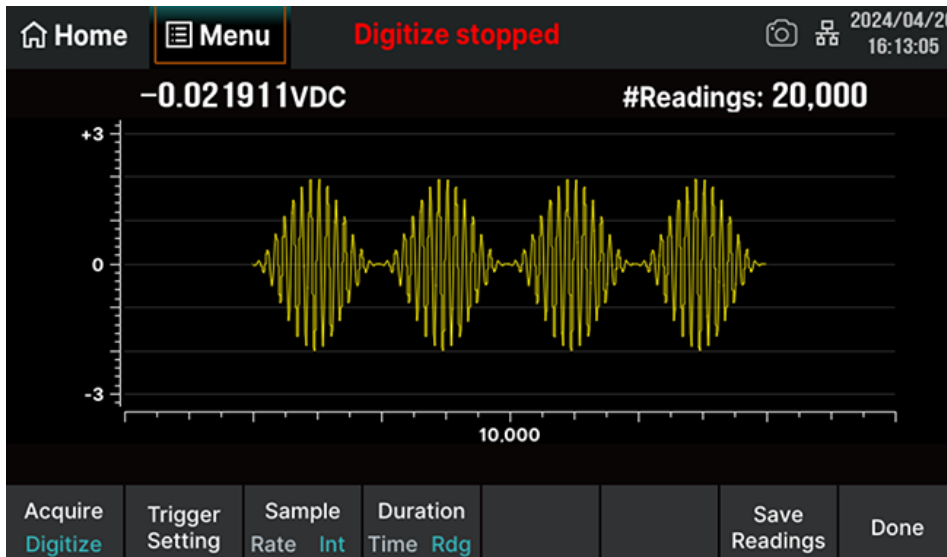 Home Menu Digitize stopped 2024/04/20
16:13:05
-0.021911VDC #Readings: 20,000
+3
0
-3
10,000
Acquire Trigger Sample Duration Save Done
Digitize Setting Rate Int Time Rdg Readings